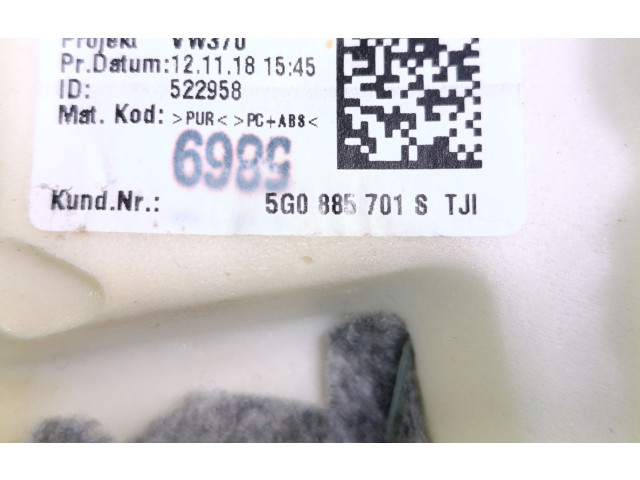 Projekt VW370
Pr.Datum:12.11.18 15:45
ID: 522958
Mat. Kod: >PUR< >PC+ABS<
6985
Kund.Nr.: 5G0 885 701 S TJI